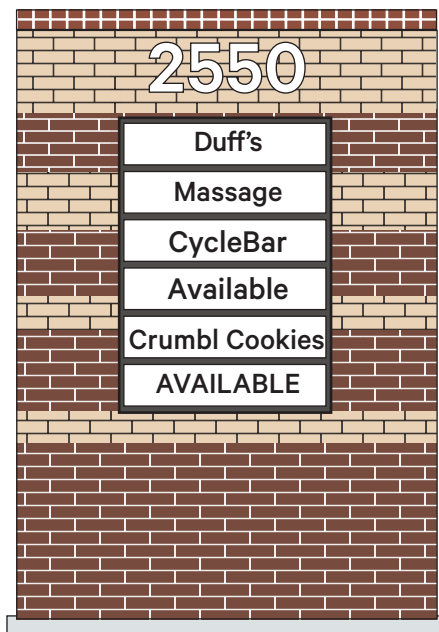 2550
Duff's
Massage
CycleBar
Available
Crumbl Cookies
AVAILABLE